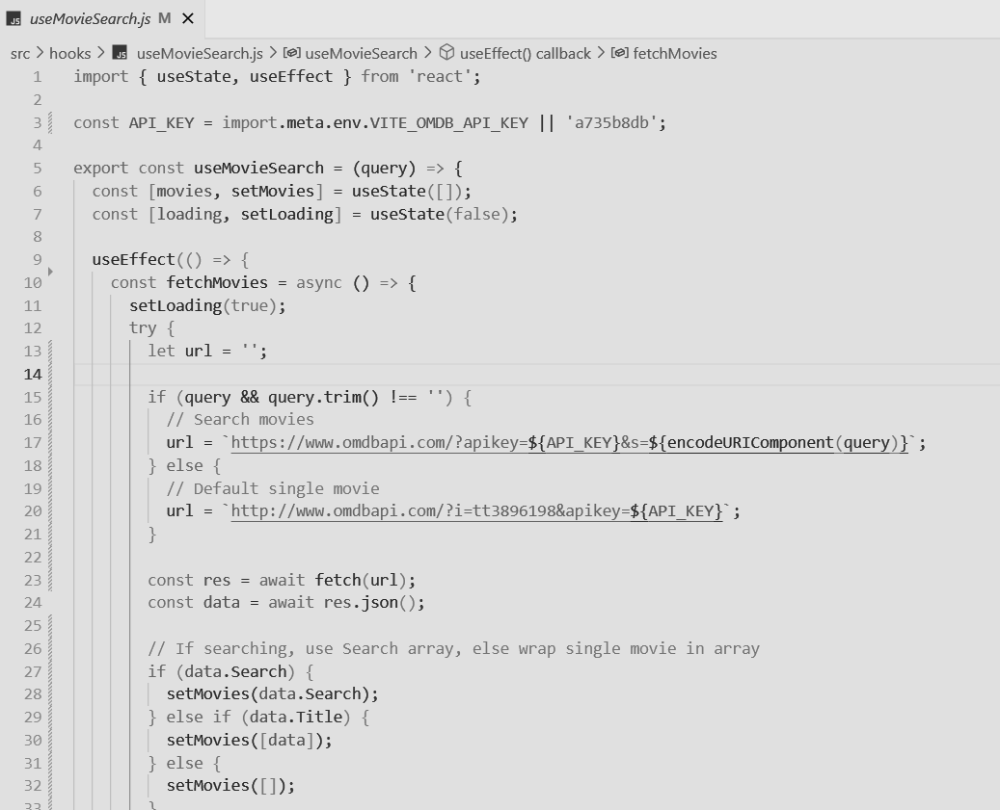 JS useMovieSearch.js M ✕
src > hooks > JS useMovieSearch.js > useMovieSearch > useEffect() callback > fetchMovies
1 import { useState, useEffect } from 'react';
2
3 const API_KEY = import.meta.env.VITE_OMDB_API_KEY || 'a735b8db';
4
5 export const useMovieSearch = (query) => {
6 const [movies, setMovies] = useState([]);
7 const [loading, setLoading] = useState(false);
8
9 useEffect(() => {
10 const fetchMovies = async () => {
11 setLoading(true);
12 try {
13 let url = '';
14
15 if (query && query.trim() !== '') {
16 // Search movies
17 url = `https://www.omdbapi.com/?apikey=${API_KEY}&s=${encodeURIComponent(query)}`;
18 } else {
19 // Default single movie
20 url = `http://www.omdbapi.com/?i=tt3896198&apikey=${API_KEY}`;
21 }
22
23 const res = await fetch(url);
24 const data = await res.json();
25
26 // If searching, use Search array, else wrap single movie in array
27 if (data.Search) {
28 setMovies(data.Search);
29 } else if (data.Title) {
30 setMovies([data]);
31 } else {
32 setMovies([]);
33 }